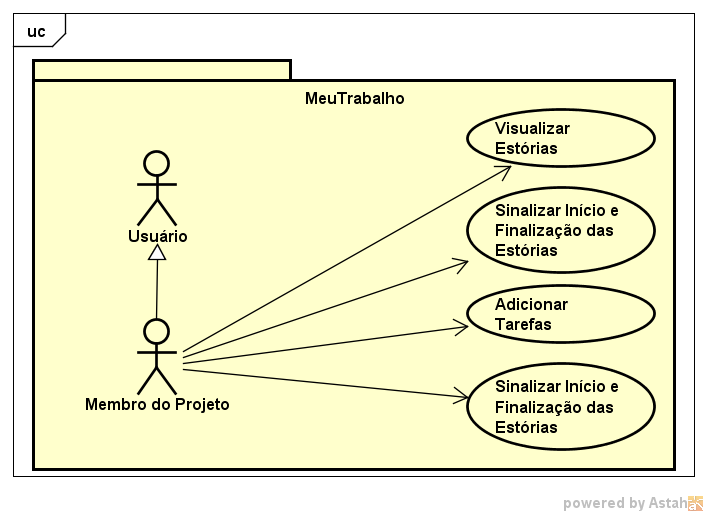 uc
MeuTrabalho
Visualizar
Estórias
Usuário
Sinalizar Início e
Finalização das
Estórias
Adicionar
Tarefas
Membro do Projeto
Sinalizar Início e
Finalização das
Estórias
powered by Astah